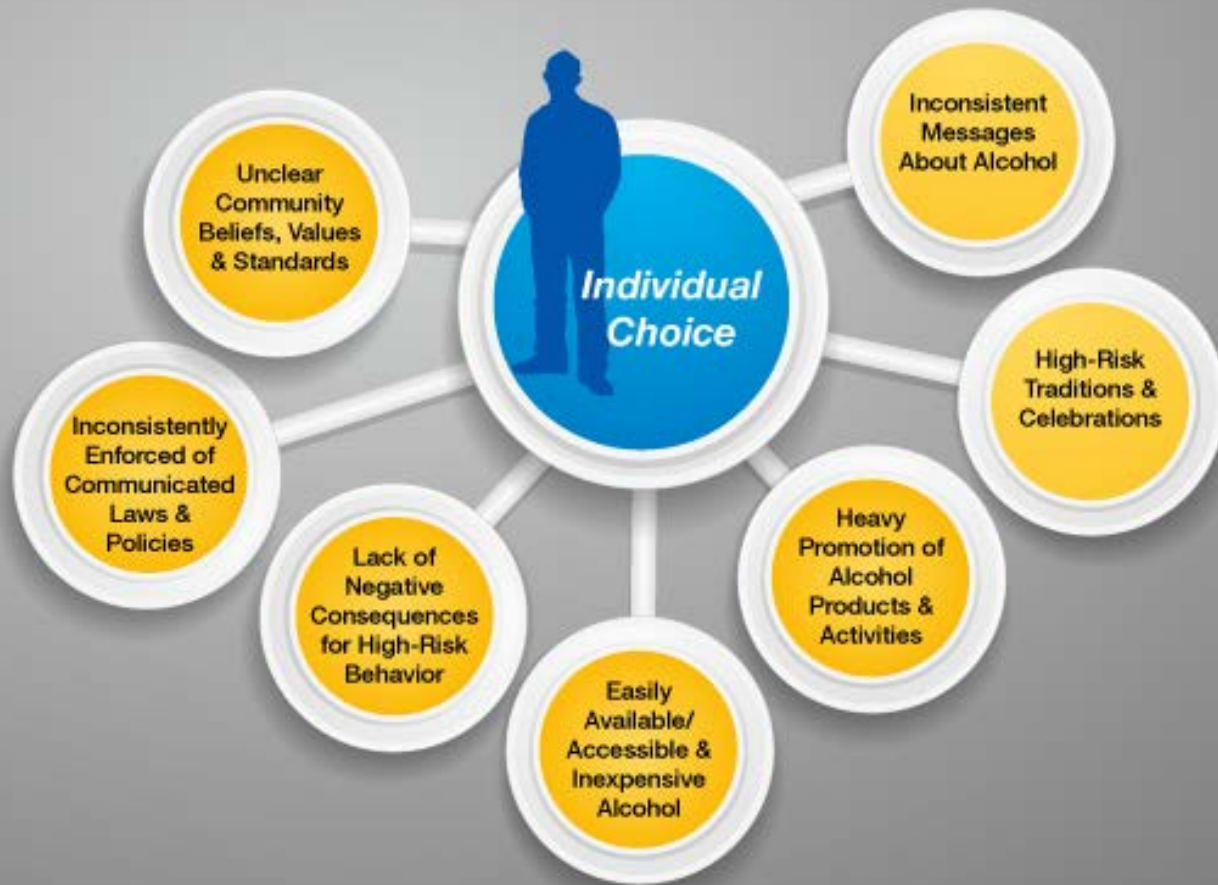 Inconsistent
Messages
About Alcohol
Unclear
Community
Beliefs, Values
& Standards
Individual
Choice
High-Risk
Traditions &
Celebrations
Inconsistently
Enforced of
Communicated
Laws &
Policies
Heavy
Promotion of
Alcohol
Products &
Activities
Lack of
Negative
Consequences
for High-Risk
Behavior
Easily
Available/
Accessible &
Inexpensive
Alcohol